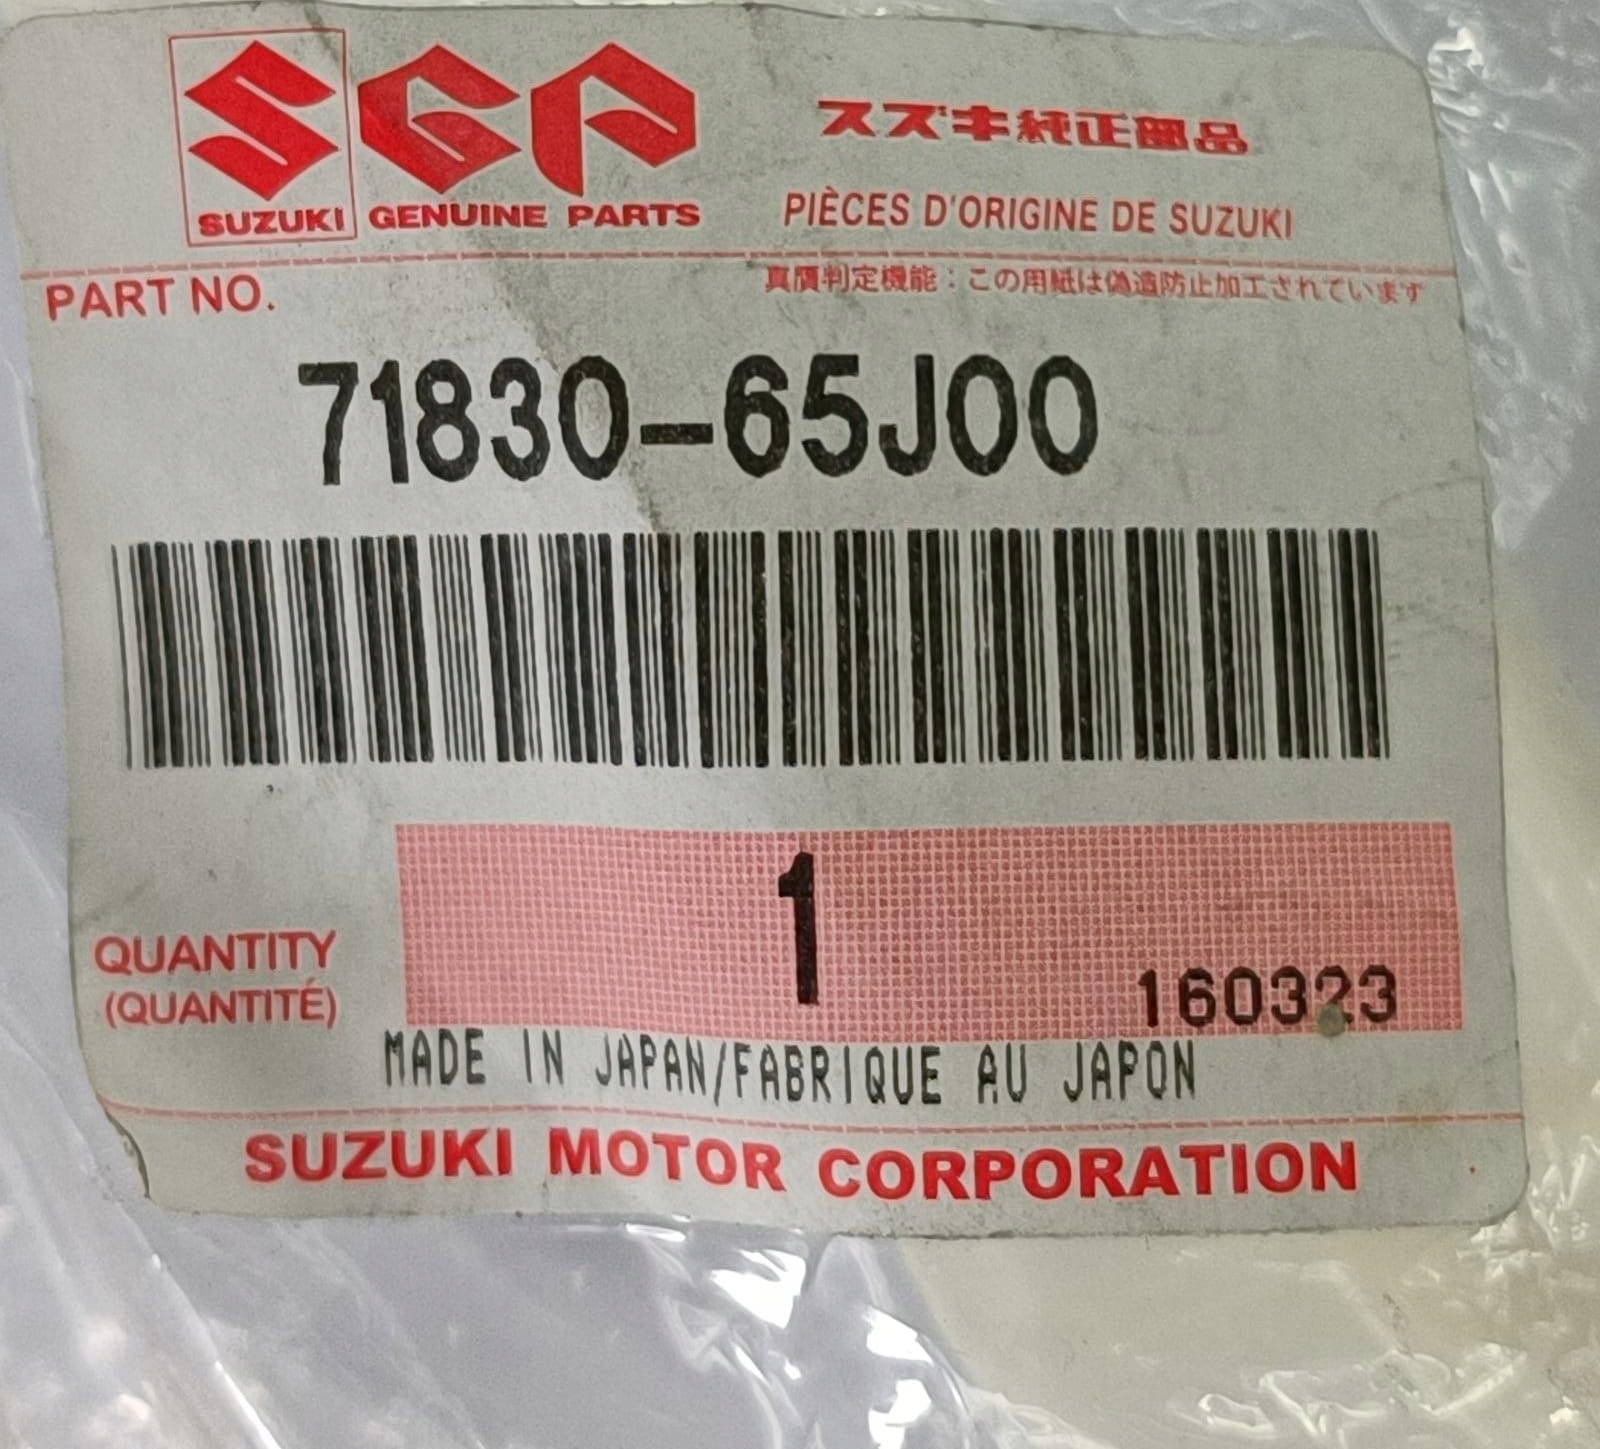 SGP
スズキ純正部品
SUZUKI GENUINE PARTS
PIÈCES D'ORIGINE DE SUZUKI
PART NO.
真贋判定機能：この用紙は偽造防止加工されています
71830-65J00
1
QUANTITY
(QUANTITÉ)
160323
MADE IN JAPAN/FABRIQUE AU JAPON
SUZUKI MOTOR CORPORATION